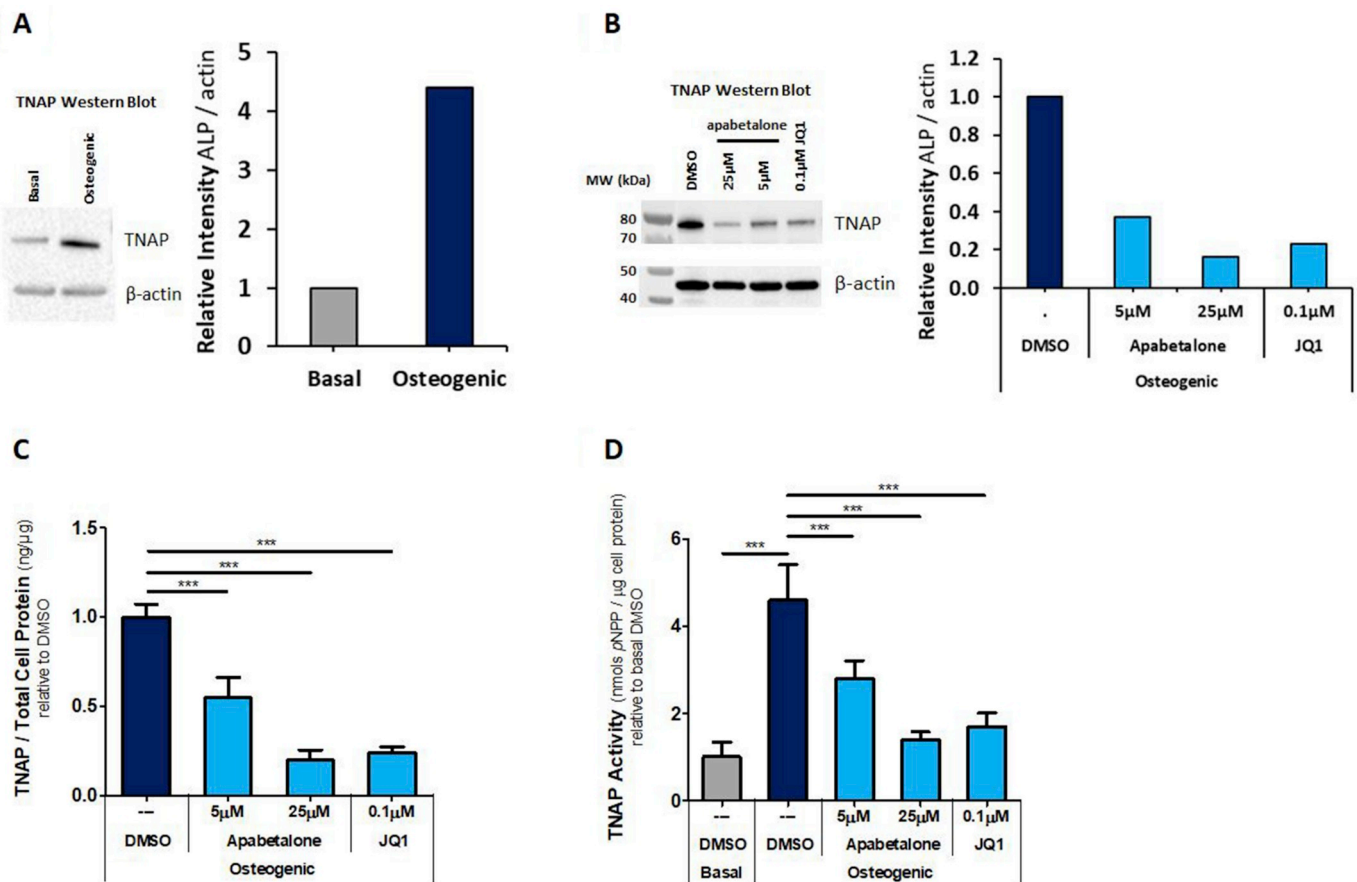 A
TNAP Western Blot
Basal
Osteogenic
TNAP
β-actin
Relative Intensity ALP / actin
5
4
3
2
1
0
Basal
Osteogenic
B
TNAP Western Blot
apabetalone
DMSO
25µM
5µM
0.1µM JQ1
MW (kDa)
80
70
TNAP
50
40
β-actin
Relative Intensity ALP / actin
1.2
1.0
0.8
0.6
0.4
0.2
0.0
. 5µM 25µM 0.1µM
DMSO Apabetalone JQ1
Osteogenic
C
TNAP / Total Cell Protein (ng/µg)
relative to DMSO
1.5
1.0
0.5
0.0
***
***
***
--- 5µM 25µM 0.1µM
DMSO Apabetalone JQ1
Osteogenic
D
TNAP Activity (nmols pNPP / µg cell protein)
relative to basal DMSO
6
4
2
0
***
***
***
***
--- --- 5µM 25µM 0.1µM
DMSO DMSO Apabetalone JQ1
Basal Osteogenic